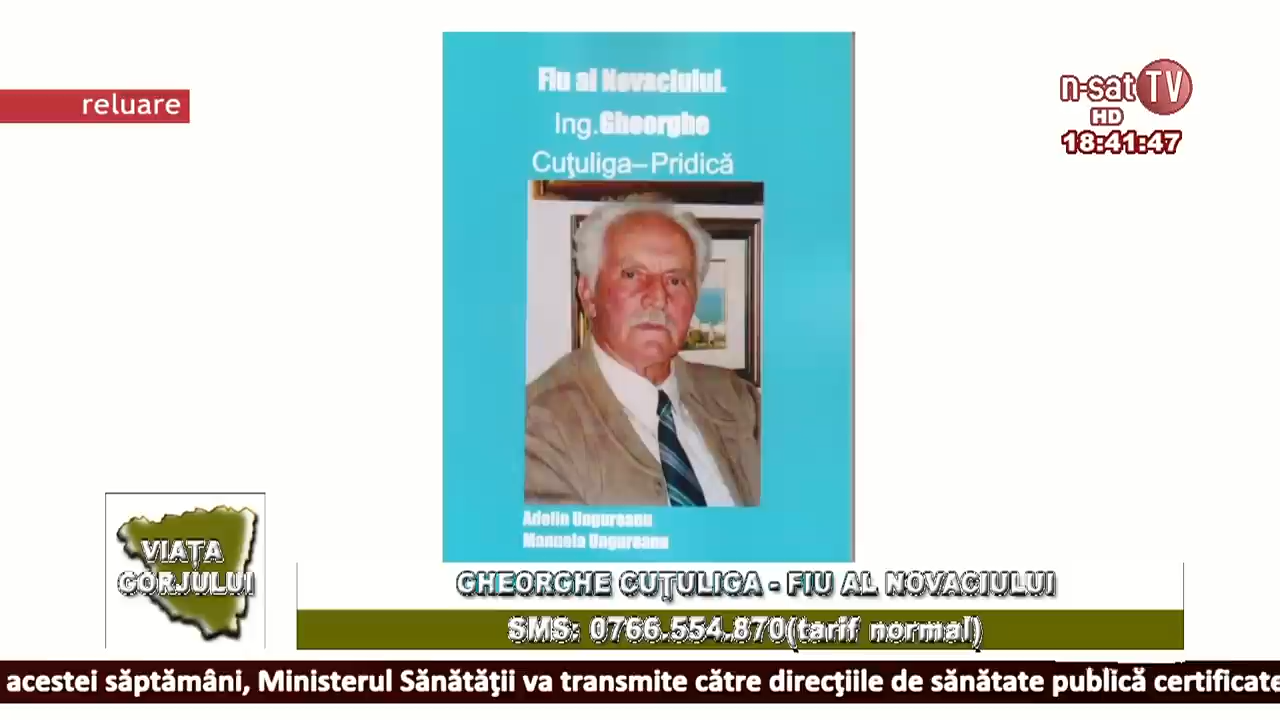 Fiu al Novaciului.
Ing.Gheorghe
Cuţuliga–Pridică
reluare
n-sat TV
HD
18:41:47
Adelin Ungureanu
Manuela Ungureanu
VIAȚA
GORJULUI
GHEORGHE CUȚULIGA - FIU AL NOVACIULUI
SMS: 0766.554.870(tarif normal)
acestei săptămâni, Ministerul Sănătăţii va transmite către direcţiile de sănătate publică certificate